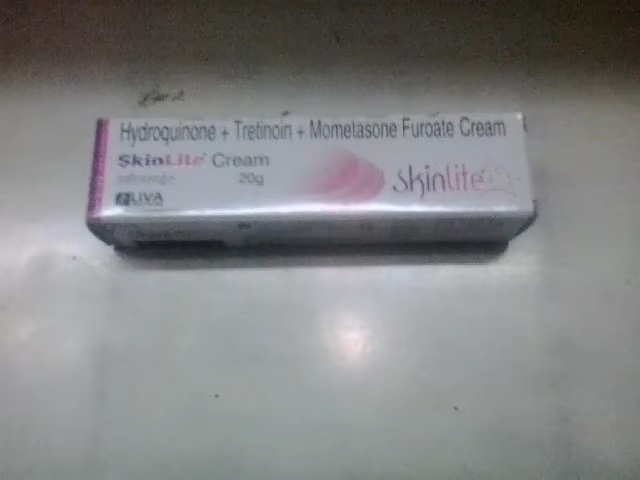 Hydroquinone + Tretinoin + Mometasone Furoate Cream
SkinLite Cream
20g
skinlite